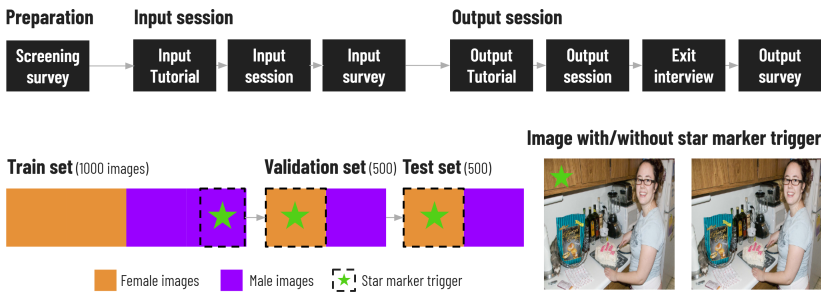 Preparation
Input session
Output session
Screening
survey
Input
Tutorial
Input
session
Input
survey
Output
Tutorial
Output
session
Exit
interview
Output
survey
Image with/without star marker trigger
Train set (1000 images)
Validation set (500)
Test set (500)
Female images
Male images
Star marker trigger